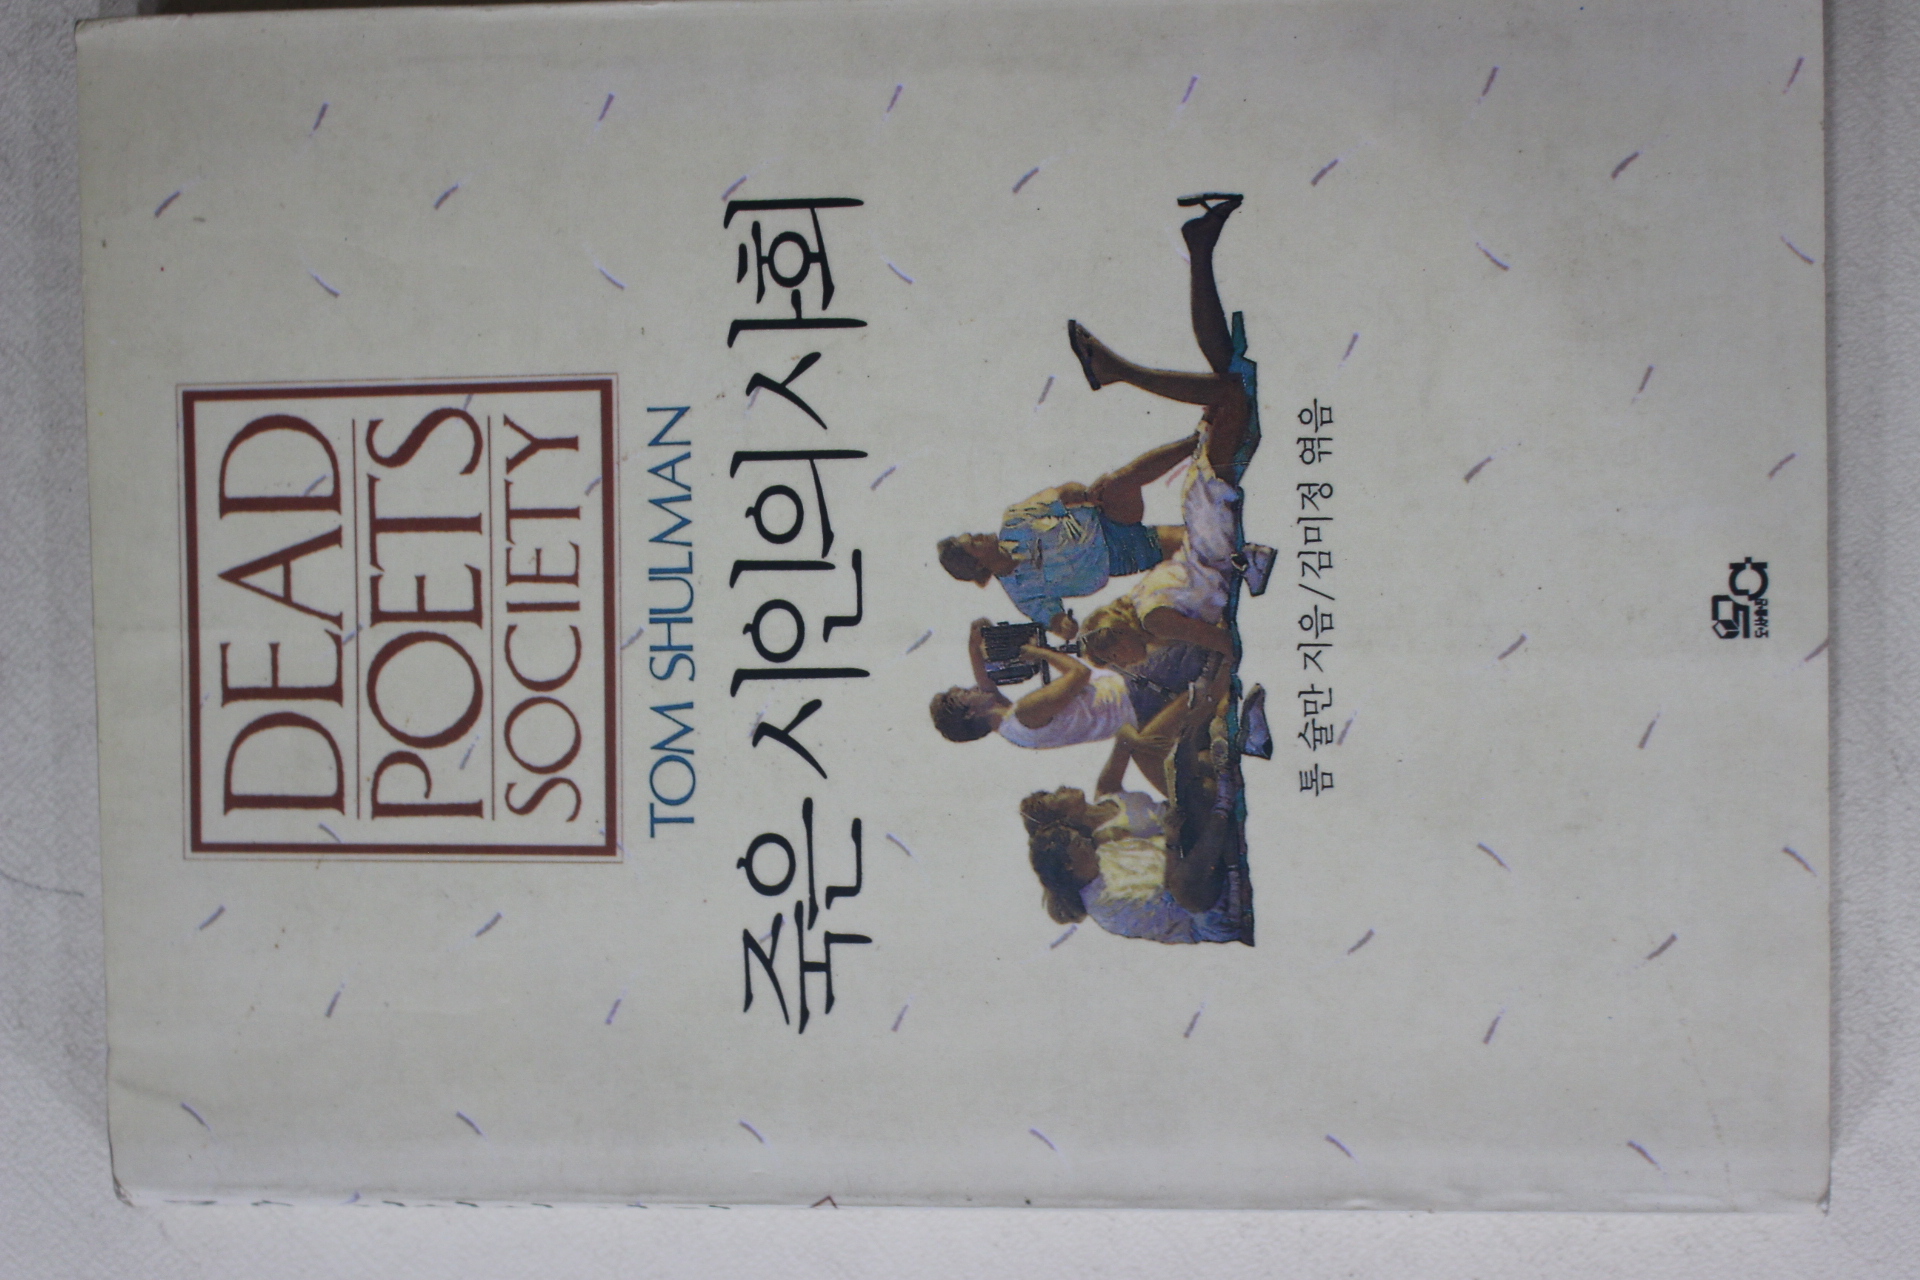 DEAD
POETS
SOCIETY
TOM SHULMAN
죽은 시인의 사회
톰 슐만 지음/김미정 엮음